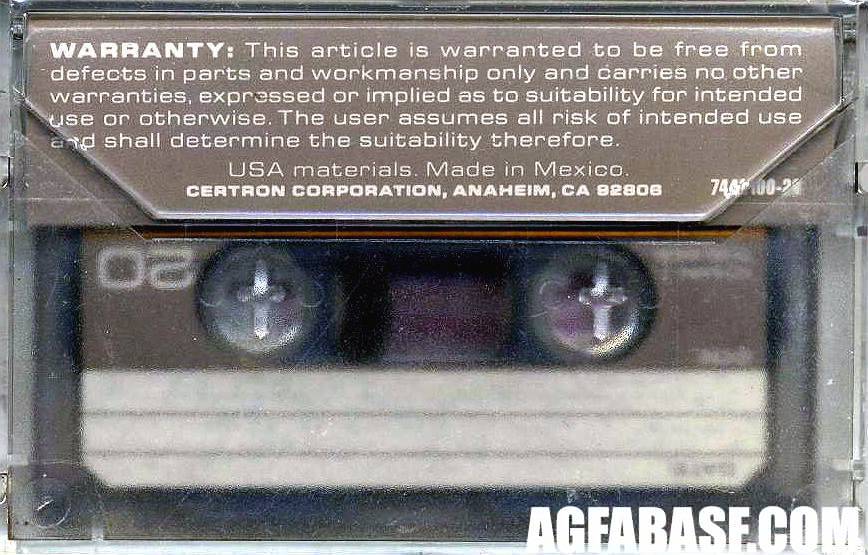 WARRANTY: This article is warranted to be free from
defects in parts and workmanship only and carries no other
warranties, expressed or implied as to suitability for intended
use or otherwise. The user assumes all risk of intended use
and shall determine the suitability therefore.
USA materials. Made in Mexico.
CERTRON CORPORATION, ANAHEIM, CA 92806
AGFABASE.COM